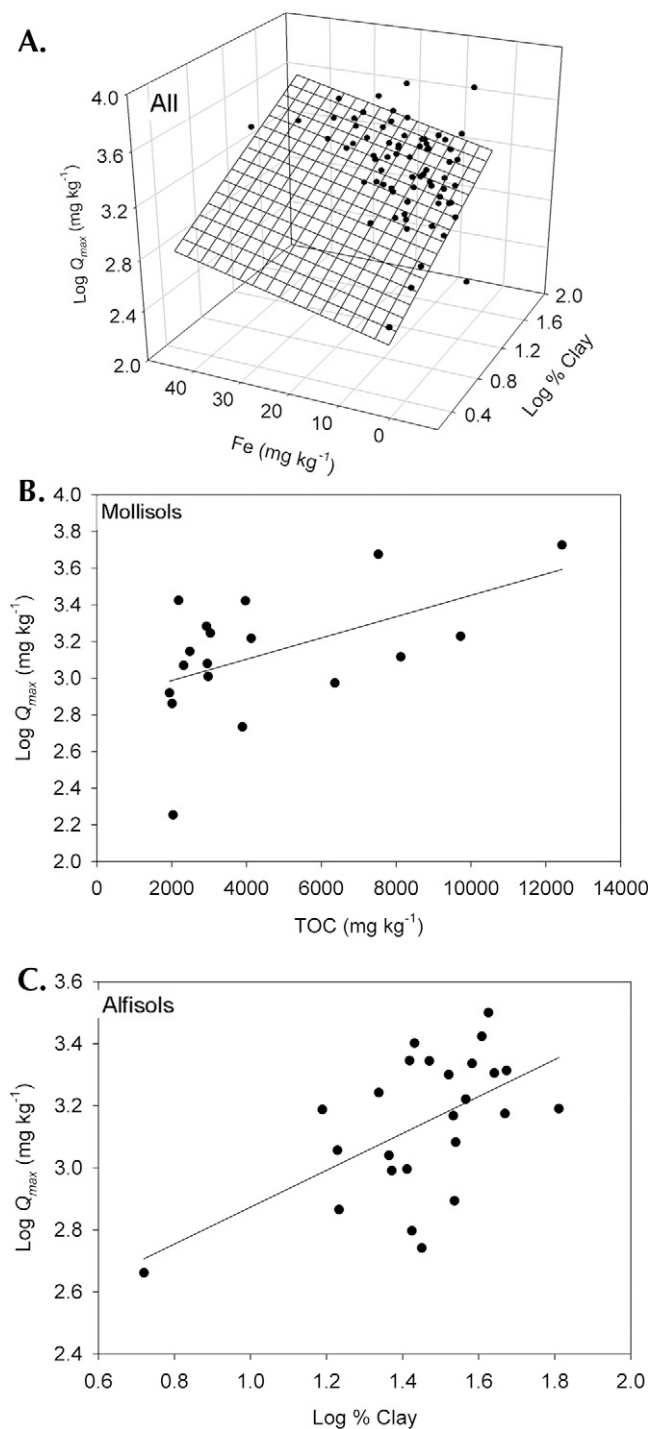 A.
All
4.0
3.6
3.2
2.8
2.4
2.0
Log Qmax (mg kg⁻¹)
40
30
20
10
0
Fe (mg kg⁻¹)
0.4
0.8
1.2
1.6
2.0
Log % Clay
B.
Mollisols
4.0
3.8
3.6
3.4
3.2
3.0
2.8
2.6
2.4
2.2
2.0
Log Qmax (mg kg⁻¹)
0 2000 4000 6000 8000 10000 12000 14000
TOC (mg kg⁻¹)
C.
Alfisols
3.6
3.4
3.2
3.0
2.8
2.6
2.4
Log Qmax (mg kg⁻¹)
0.6 0.8 1.0 1.2 1.4 1.6 1.8 2.0
Log % Clay